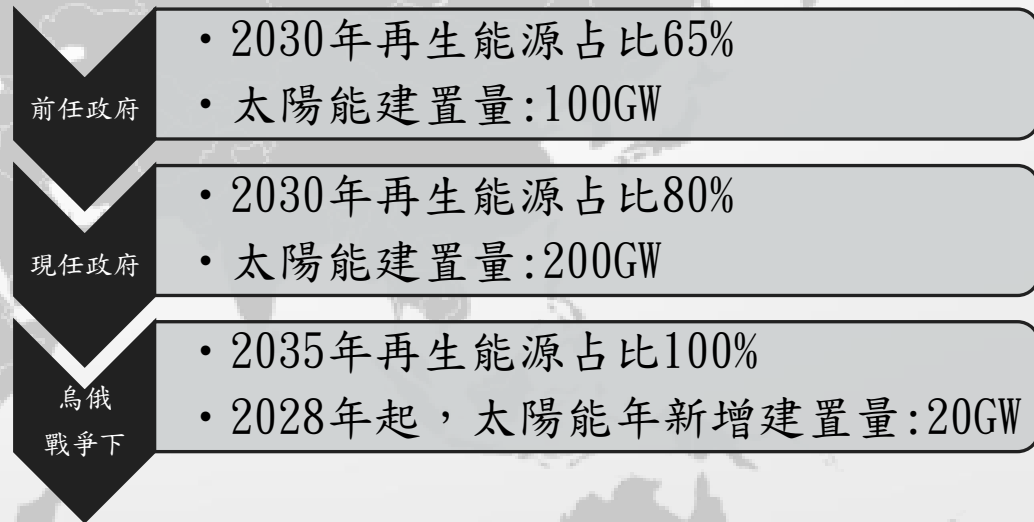 前任政府
・2030年再生能源占比65%
・太陽能建置量:100GW
現任政府
・2030年再生能源占比80%
・太陽能建置量:200GW
烏俄
戰爭下
・2035年再生能源占比100%
・2028年起，太陽能年新增建置量:20GW